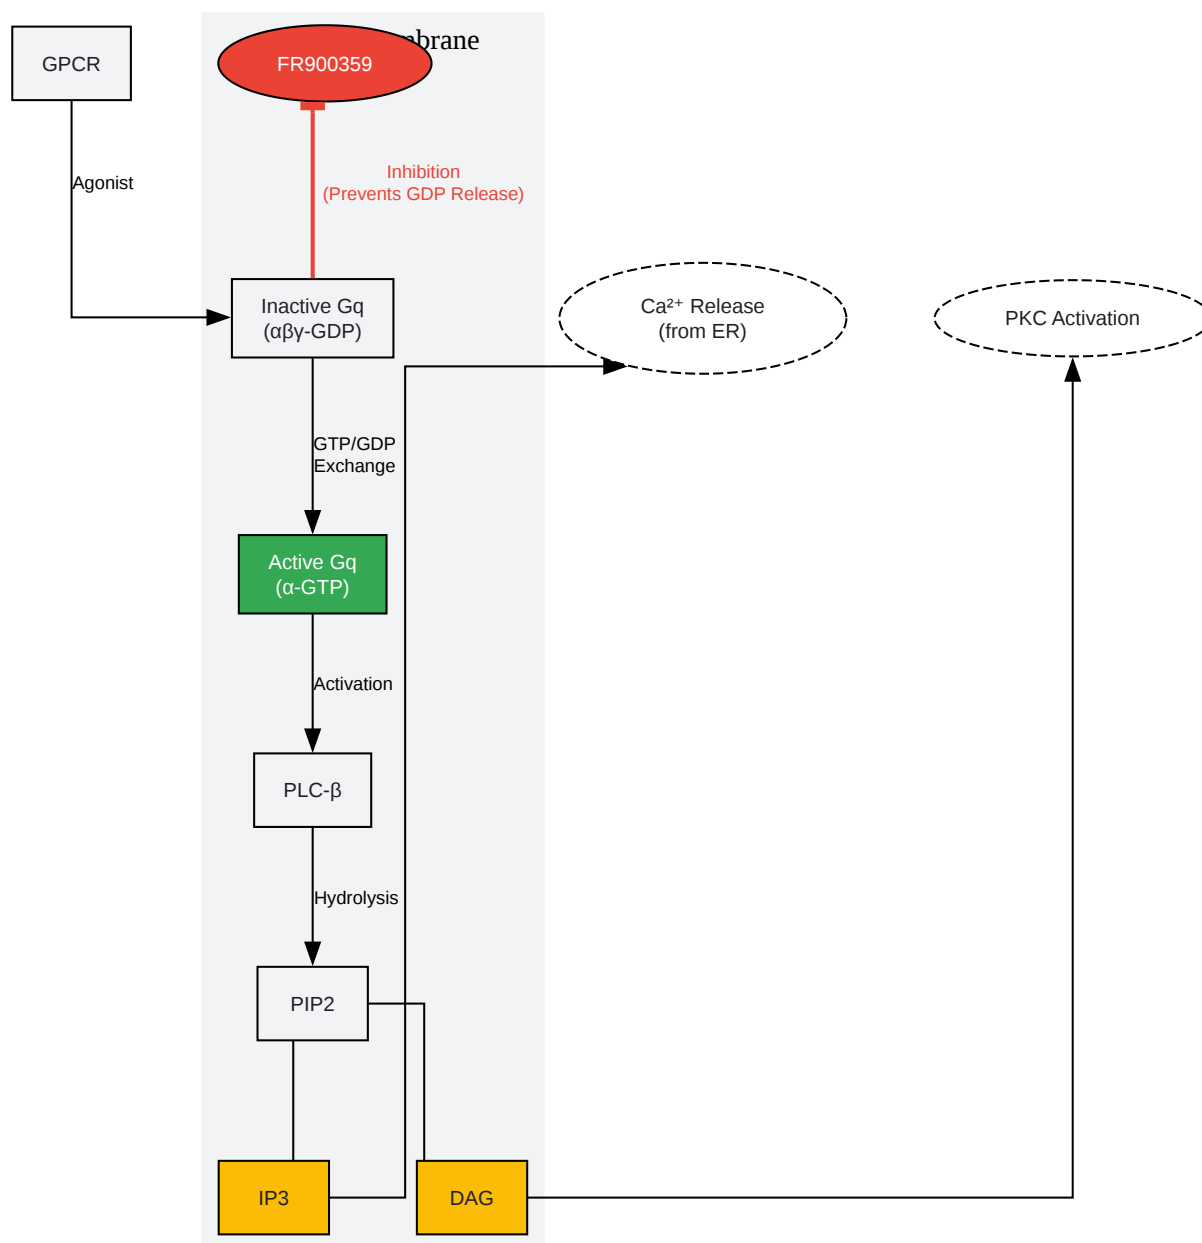 GPCR
FR900359
Agonist
Inhibition
(Prevents GDP Release)
Inactive Gq
(αβγ-GDP)
Ca²⁺ Release
(from ER)
PKC Activation
GTP/GDP
Exchange
Active Gq
(α-GTP)
Activation
PLC-β
Hydrolysis
PIP2
IP3
DAG